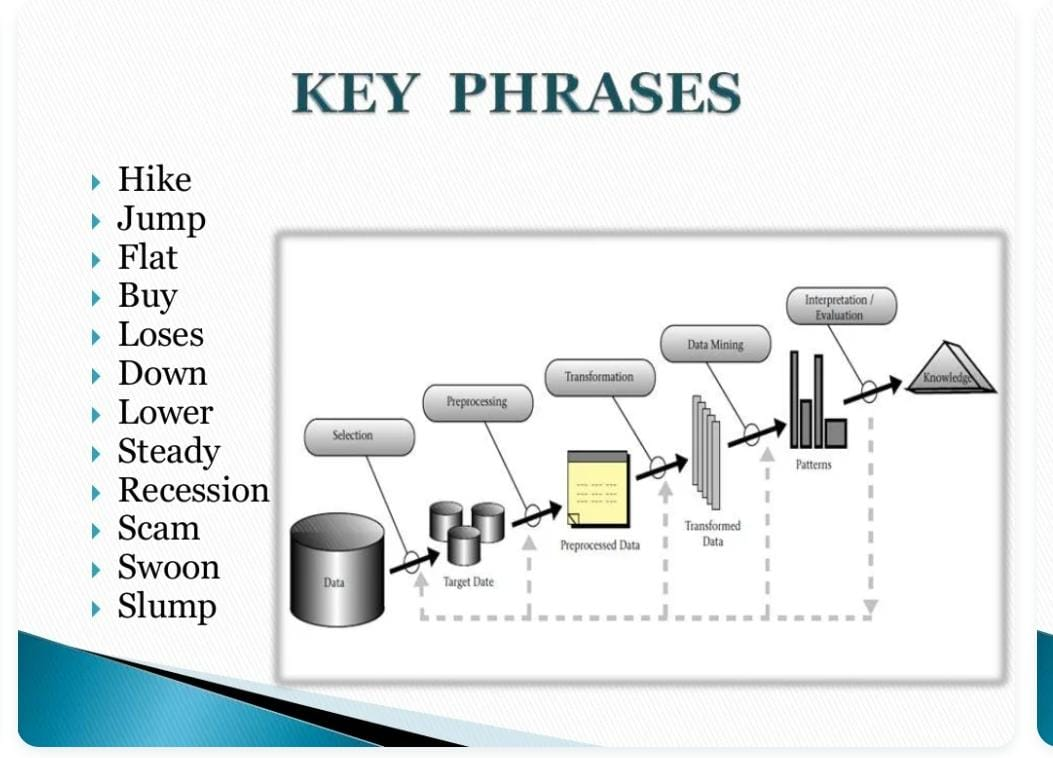 KEY PHRASES
Hike
Jump
Flat
Buy
Loses
Down
Lower
Steady
Recession
Scam
Swoon
Slump
Interpretation /
Evaluation
Data Mining
Transformation
Preprocessing
Selection
Knowledge
Patterns
Transformed
Data
Preprocessed Data
Target Date
Data